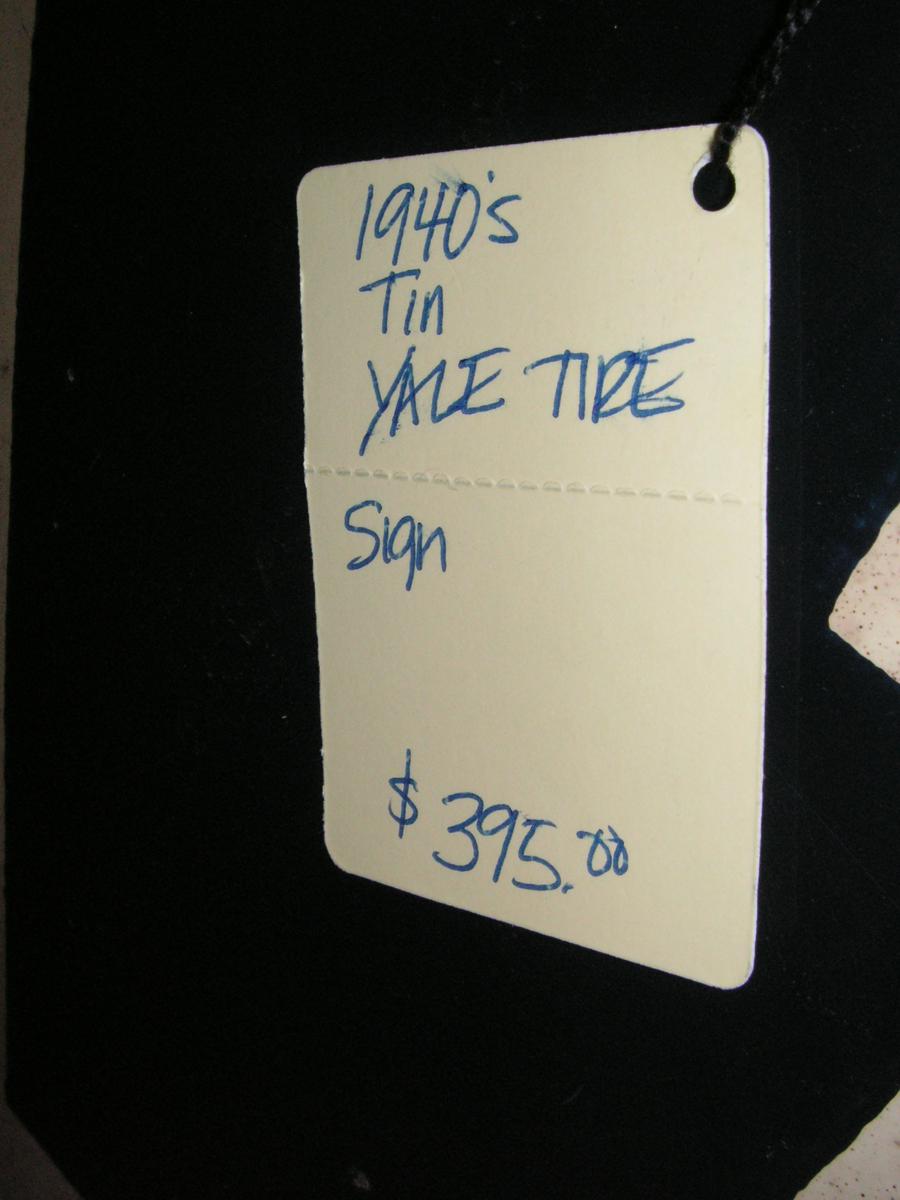 1940's
Tin
YALE TIRE
Sign
$395.00